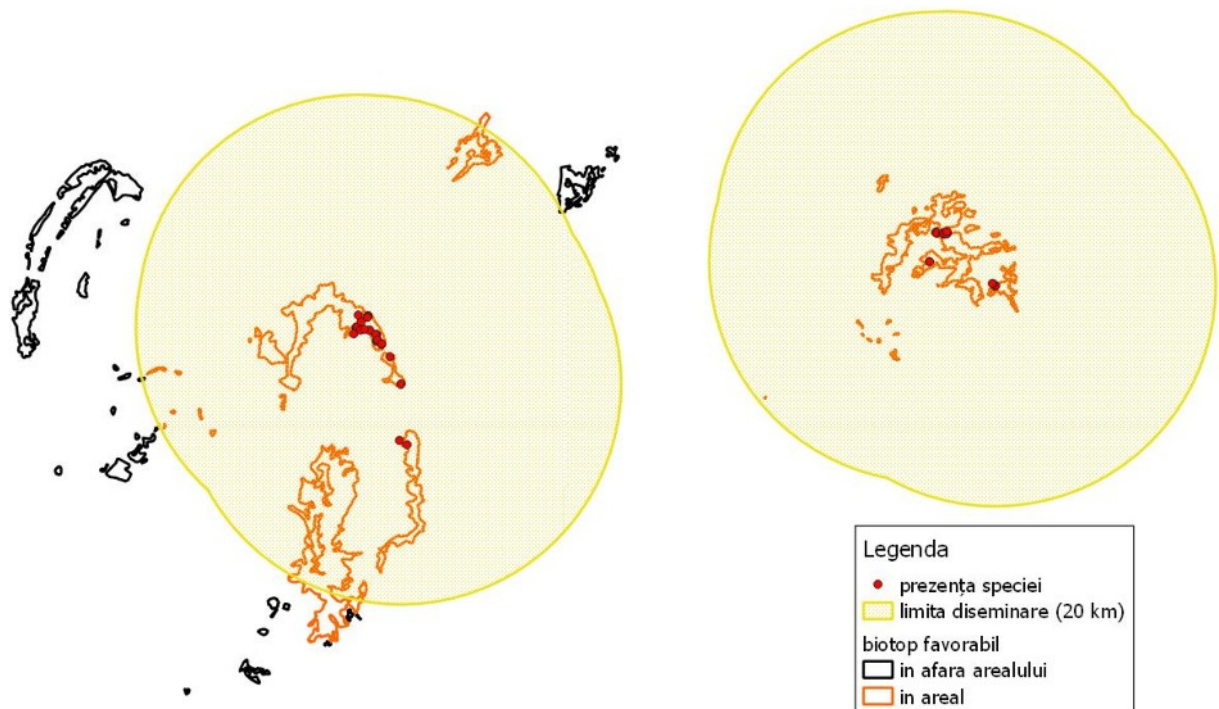 Legenda
prezența speciei
limita diseminare (20 km)
biotop favorabil
in afara arealului
in areal